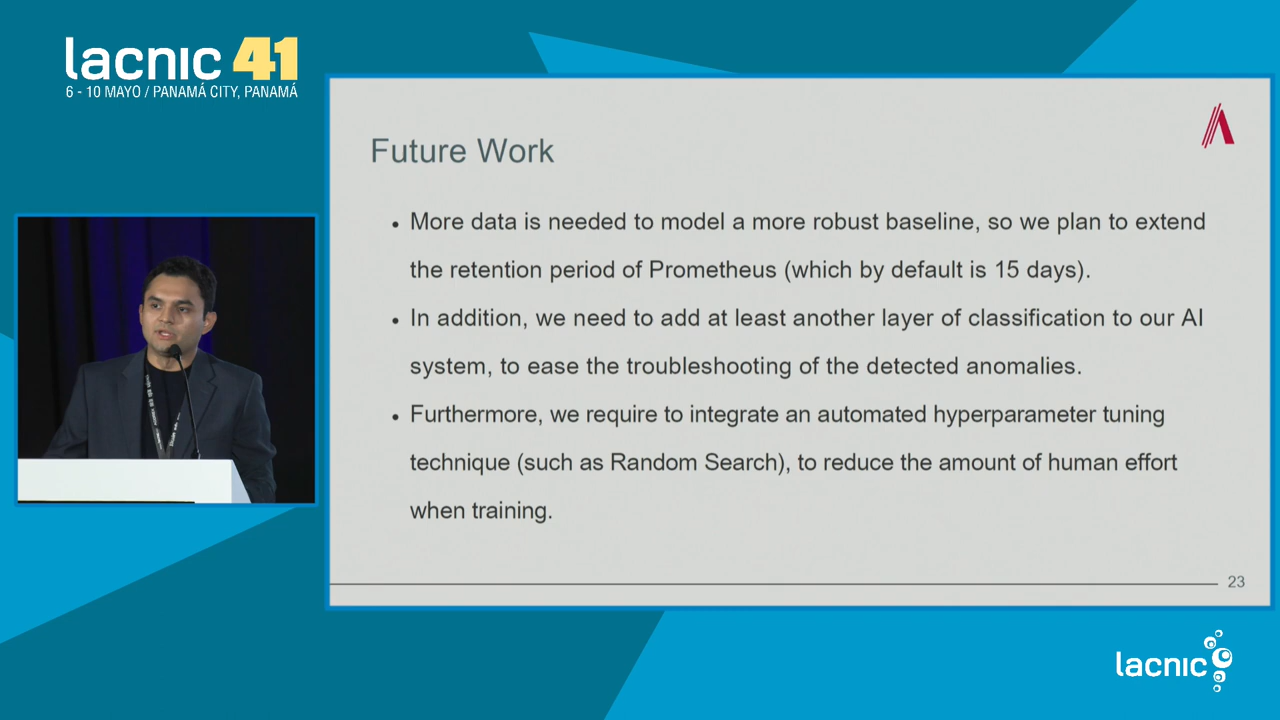 lacnic 41
6 - 10 MAYO / PANAMÁ CITY, PANAMÁ
Future Work
• More data is needed to model a more robust baseline, so we plan to extend
the retention period of Prometheus (which by default is 15 days).
• In addition, we need to add at least another layer of classification to our AI
system, to ease the troubleshooting of the detected anomalies.
• Furthermore, we require to integrate an automated hyperparameter tuning
technique (such as Random Search), to reduce the amount of human effort
when training.
23
lacnic